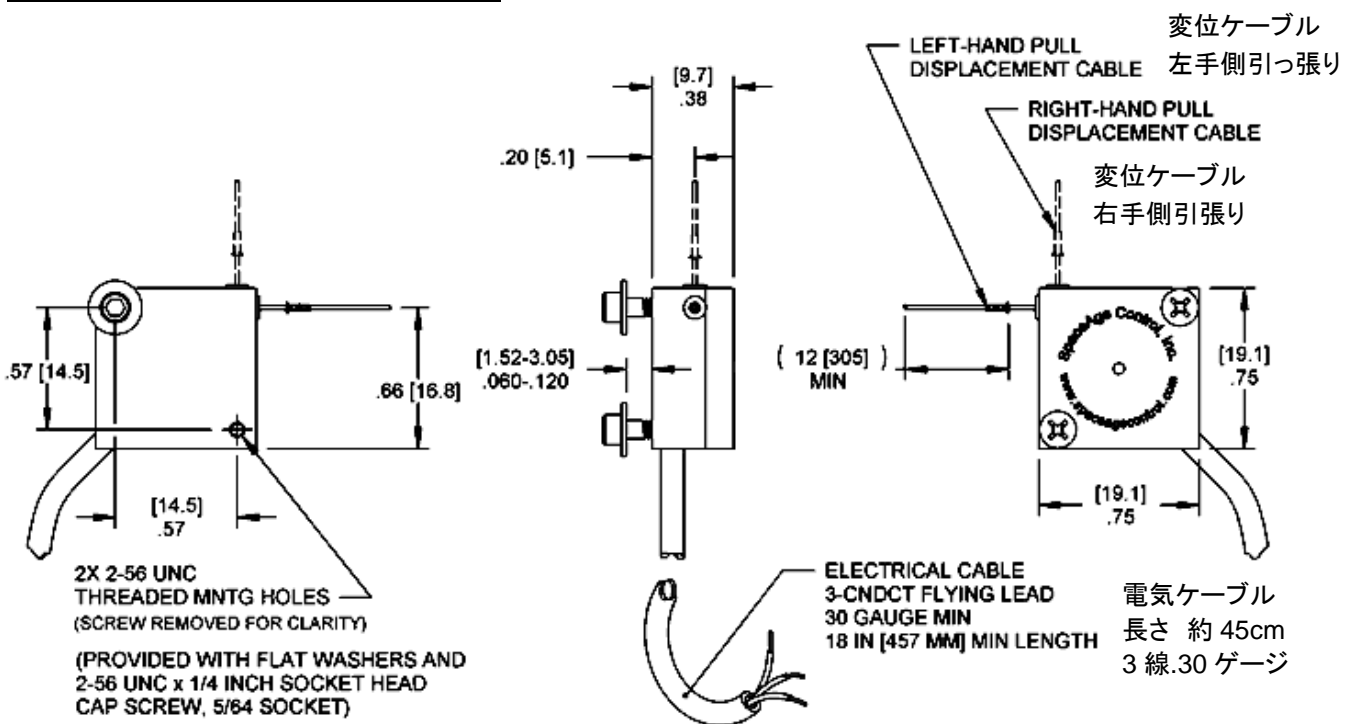 [9.7]
.38
.20 [5.1]
LEFT-HAND PULL
DISPLACEMENT CABLE
変位ケーブル
左手側引っ張り
RIGHT-HAND PULL
DISPLACEMENT CABLE
変位ケーブル
右手側引張り
.57 [14.5]
.66 [16.8]
[14.5]
.57
[1.52-3.05]
.060-.120
( 12 [305] )
MIN
SpaceAge Control, Inc.
www.spaceagecontrol.com
[19.1]
.75
[19.1]
.75
2X 2-56 UNC
THREADED MNTG HOLES
(SCREW REMOVED FOR CLARITY)
(PROVIDED WITH FLAT WASHERS AND
2-56 UNC x 1/4 INCH SOCKET HEAD
CAP SCREW, 5/64 SOCKET)
ELECTRICAL CABLE
3-CNDCT FLYING LEAD
30 GAUGE MIN
18 IN [457 MM] MIN LENGTH
電気ケーブル
長さ 約 45cm
3 線.30 ゲージ